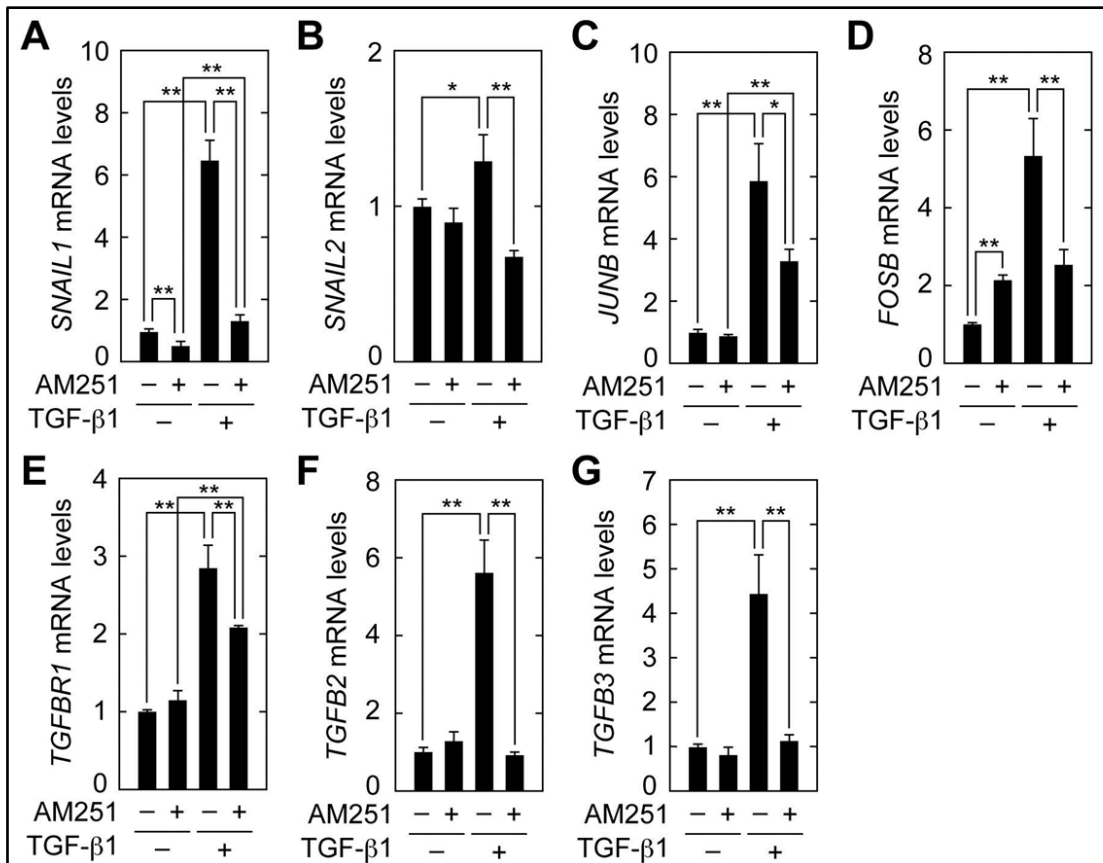 A
SNAIL1 mRNA levels
10
8
6
4
2
0
**
**
**
**
AM251 – + – +
TGF-β1 – +
B
SNAIL2 mRNA levels
2
1
0
*
**
AM251 – + – +
TGF-β1 – +
C
JUNB mRNA levels
10
8
6
4
2
0
**
**
*
AM251 – + – +
TGF-β1 – +
D
FOSB mRNA levels
8
6
4
2
0
**
**
**
AM251 – + – +
TGF-β1 – +
E
TGFBR1 mRNA levels
4
3
2
1
0
**
**
**
AM251 – + – +
TGF-β1 – +
F
TGFB2 mRNA levels
8
6
4
2
0
**
**
AM251 – + – +
TGF-β1 – +
G
TGFB3 mRNA levels
7
6
5
4
3
2
1
0
**
**
AM251 – + – +
TGF-β1 – +